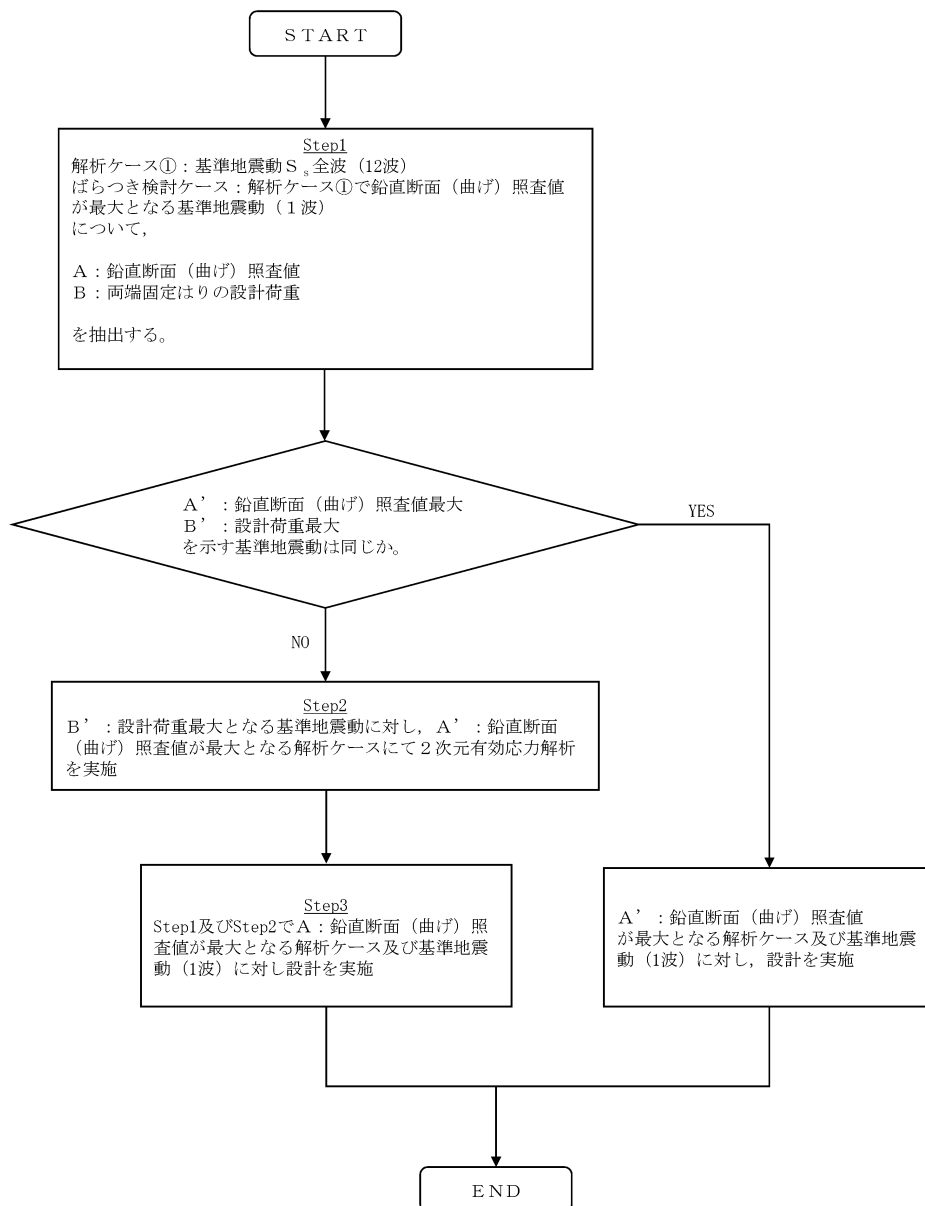 START
Step1
解析ケース①：基準地震動Ｓs全波（12波）
ばらつき検討ケース：解析ケース①で鉛直断面（曲げ）照査値
が最大となる基準地震動（１波）
について，
Ａ：鉛直断面（曲げ）照査値
Ｂ：両端固定はりの設計荷重
を抽出する。
Ａ’：鉛直断面（曲げ）照査値最大
Ｂ’：設計荷重最大
を示す基準地震動は同じか。
YES
NO
Step2
Ｂ’：設計荷重最大となる基準地震動に対し，Ａ’：鉛直断面
（曲げ）照査値が最大となる解析ケースにて２次元有効応力解析
を実施
Step3
Step1及びStep2でＡ：鉛直断面（曲げ）照
査値が最大となる解析ケース及び基準地震
動（1波）に対し設計を実施
Ａ’：鉛直断面（曲げ）照査値
が最大となる解析ケース及び基準地震
動（1波）に対し，設計を実施
END